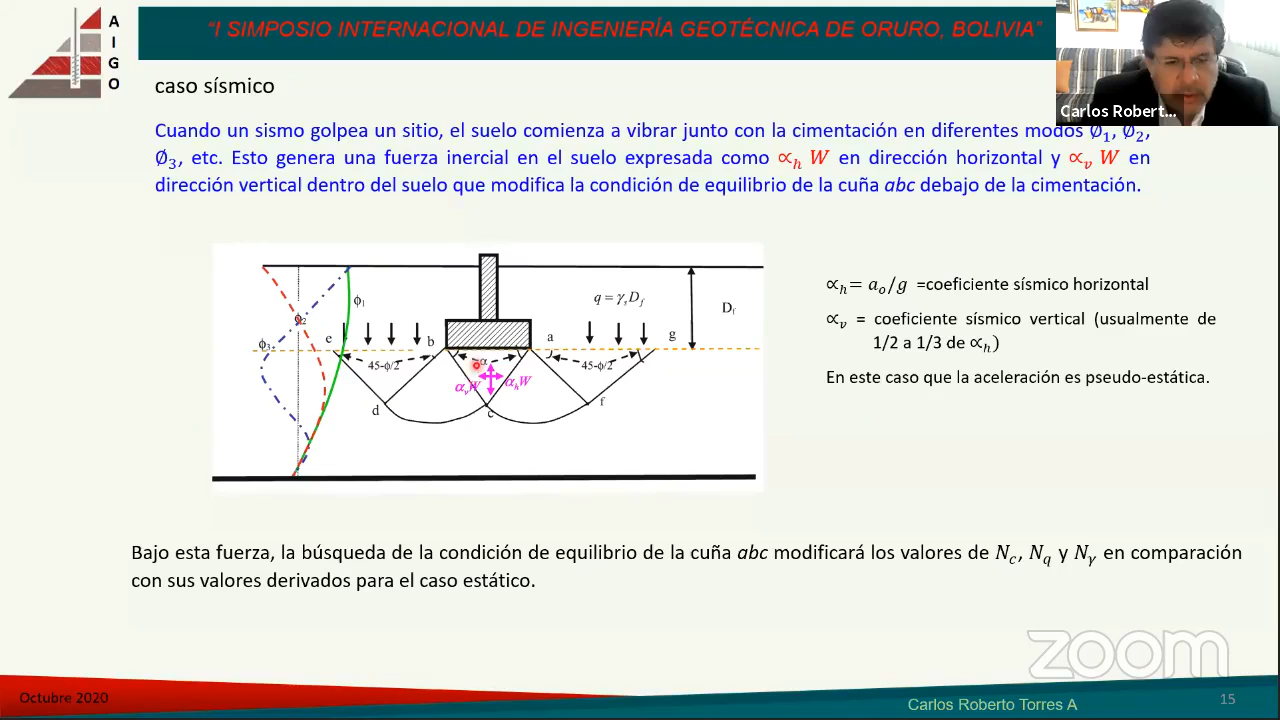 A
I
G
O
“I SIMPOSIO INTERNACIONAL DE INGENIERÍA GEOTÉCNICA DE ORURO, BOLIVIA”
Carlos Robert...
caso sísmico
Cuando un sismo golpea un sitio, el suelo comienza a vibrar junto con la cimentación en diferentes modos Ø₁, Ø₂,
Ø₃, etc. Esto genera una fuerza inercial en el suelo expresada como ∝ₕ W en dirección horizontal y ∝ᵥ W en
dirección vertical dentro del suelo que modifica la condición de equilibrio de la cuña abc debajo de la cimentación.
ϕ₁
ϕ₂
ϕ₃
q = γₛD_f
D_f
e
b
a
g
45-ϕ/2
α
45-ϕ/2
αᵥW
αₕW
d
c
f
∝ₕ= aₒ/g =coeficiente sísmico horizontal
∝ᵥ = coeficiente sísmico vertical (usualmente de
1/2 a 1/3 de ∝ₕ)
En este caso que la aceleración es pseudo-estática.
Bajo esta fuerza, la búsqueda de la condición de equilibrio de la cuña abc modificará los valores de N_c, N_q y N_γ en comparación
con sus valores derivados para el caso estático.
zoom
Octubre 2020
Carlos Roberto Torres A
15